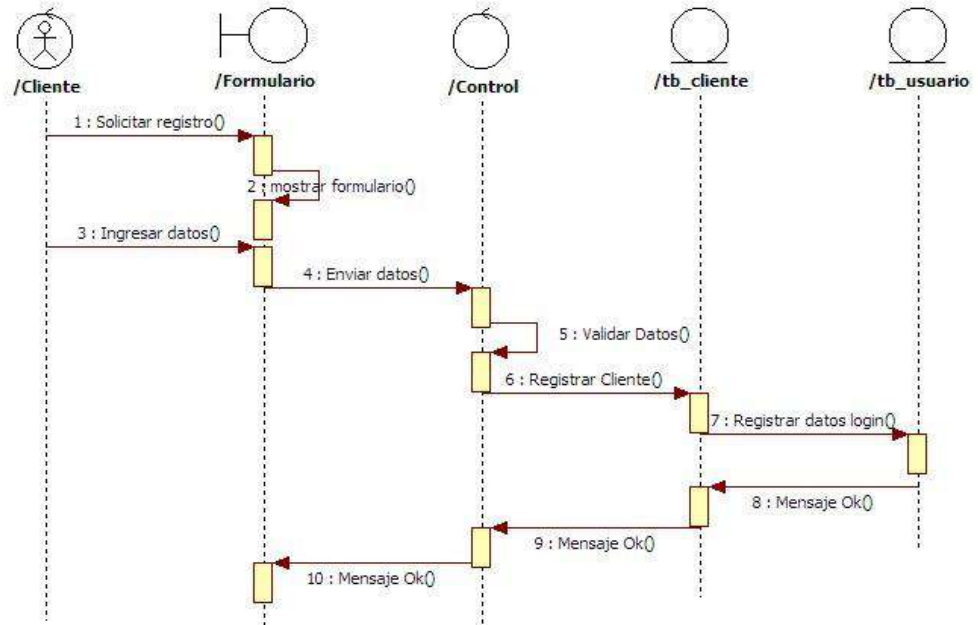 /Cliente
/Formulario
/Control
/tb_cliente
/tb_usuario
1 : Solicitar registro()
2 : mostrar formulario()
3 : Ingresar datos()
4 : Enviar datos()
5 : Validar Datos()
6 : Registrar Cliente()
7 : Registrar datos login()
8 : Mensaje Ok()
9 : Mensaje Ok()
10 : Mensaje Ok()